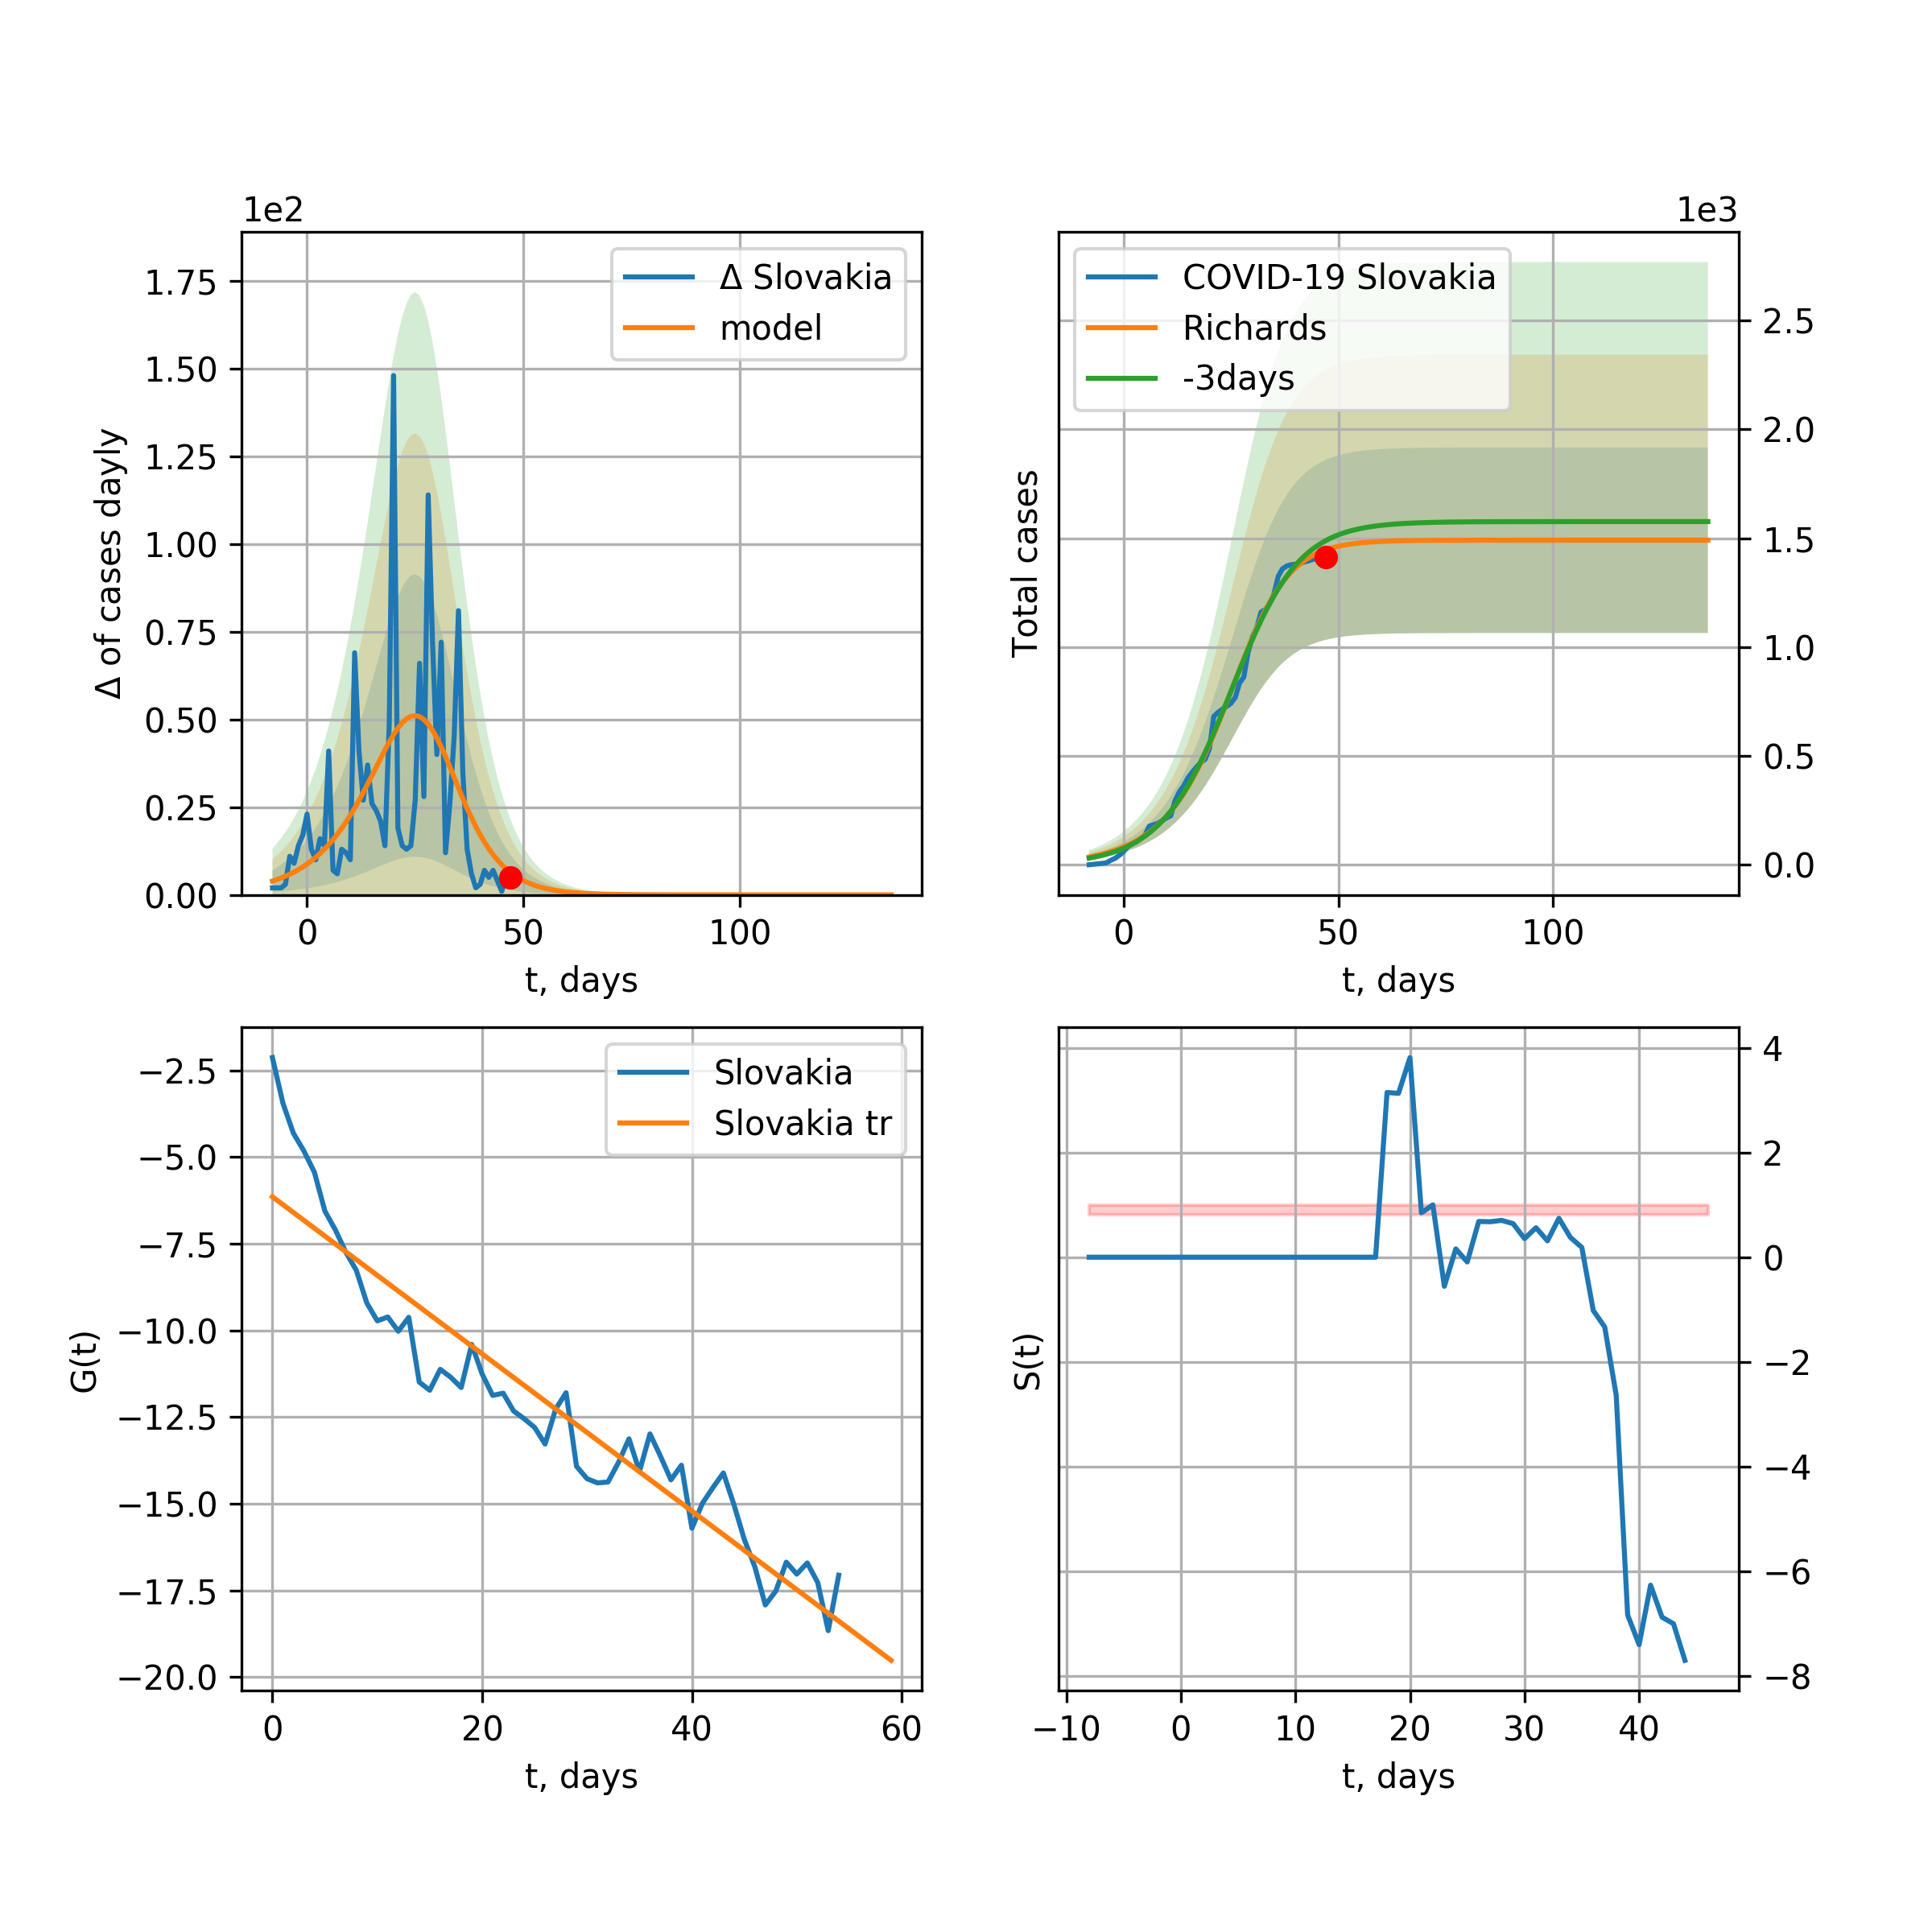 1e2
Δ of cases dayly
1.75
1.50
1.25
1.00
0.75
0.50
0.25
0.00
Δ Slovakia
model
0 50 100
t, days
1e3
Total cases
COVID-19 Slovakia
Richards
-3days
2.5
2.0
1.5
1.0
0.5
0.0
0 50 100
t, days
G(t)
−2.5
−5.0
−7.5
−10.0
−12.5
−15.0
−17.5
−20.0
Slovakia
Slovakia tr
0 20 40 60
t, days
S(t)
4
2
0
−2
−4
−6
−8
−10 0 10 20 30 40
t, days